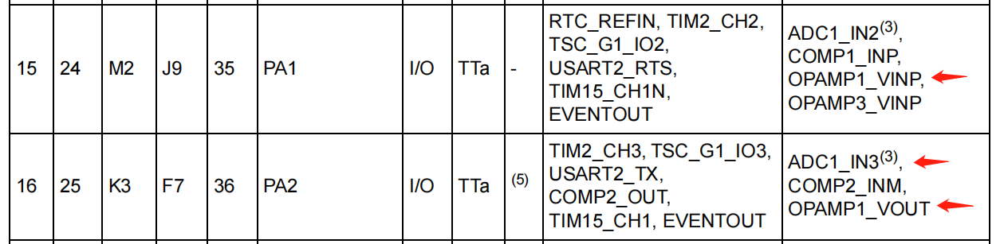 15 24 M2 J9 35 PA1 I/O TTa - RTC_REFIN, TIM2_CH2,
TSC_G1_IO2,
USART2_RTS,
TIM15_CH1N,
EVENTOUT
ADC1_IN2(3),
COMP1_INP,
OPAMP1_VINP,
OPAMP3_VINP
16 25 K3 F7 36 PA2 I/O TTa (5) TIM2_CH3, TSC_G1_IO3,
USART2_TX,
COMP2_OUT,
TIM15_CH1, EVENTOUT
ADC1_IN3(3),
COMP2_INM,
OPAMP1_VOUT